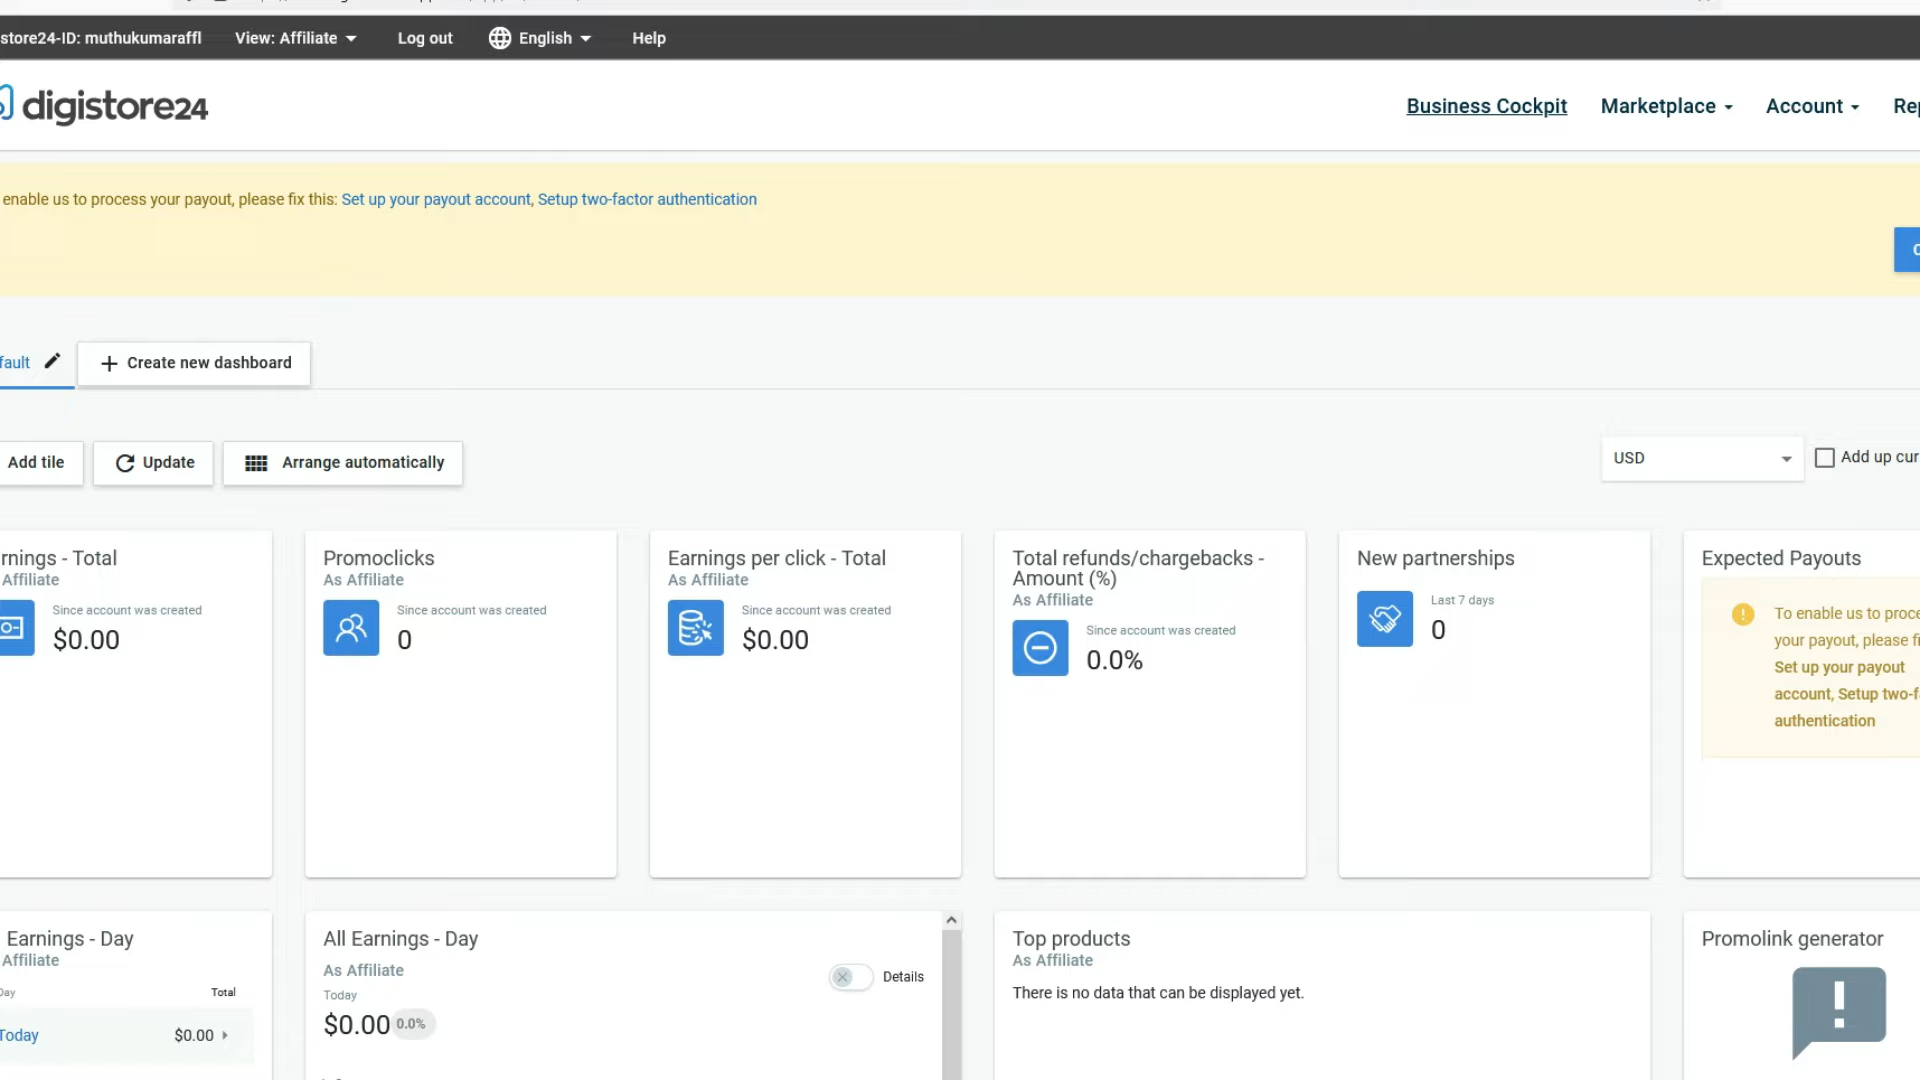 store24-ID: muthukumaraffl View: Affiliate Log out English Help
digistore24 Business Cockpit Marketplace Account Rep
enable us to process your payout, please fix this: Set up your payout account, Setup two-factor authentication
fault Create new dashboard
Add tile Update Arrange automatically USD Add up cur
rnings - Total
Affiliate
Since account was created
$0.00
Promoclicks
As Affiliate
Since account was created
0
Earnings per click - Total
As Affiliate
Since account was created
$0.00
Total refunds/chargebacks -
Amount (%)
As Affiliate
Since account was created
0.0%
New partnerships
Last 7 days
0
Expected Payouts
To enable us to proce
your payout, please fi
Set up your payout
account, Setup two-f
authentication
Earnings - Day
Affiliate
Day Total
Today $0.00
All Earnings - Day
As Affiliate
Details
Today
$0.00 0.0%
Top products
As Affiliate
There is no data that can be displayed yet.
Promolink generator